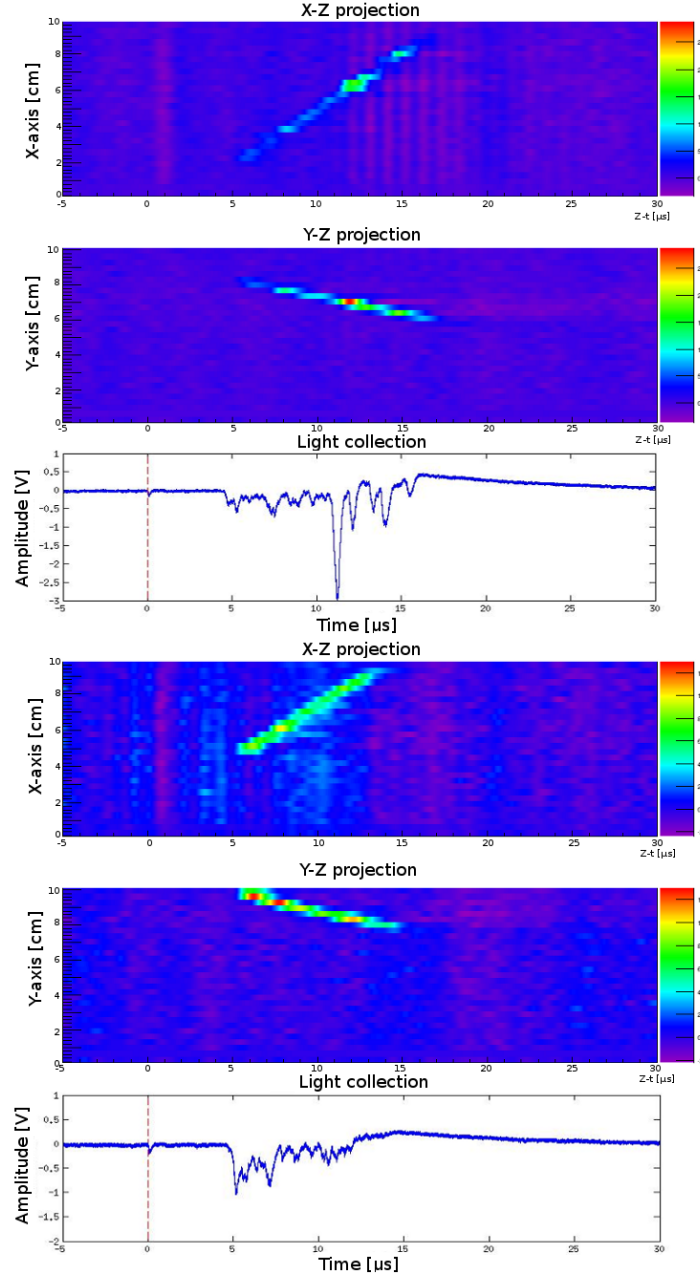 X-Z projection
X-axis [cm]
10
8
6
4
2
0
-5 0 5 10 15 20 25 30
Z-t [µs]
Y-Z projection
Y-axis [cm]
10
8
6
4
2
0
-5 0 5 10 15 20 25 30
Z-t [µs]
Light collection
Amplitude [V]
1
0.5
0
-0.5
-1
-1.5
-2
-2.5
-3
-5 0 5 10 15 20 25 30
Time [µs]
X-Z projection
X-axis [cm]
10
8
6
4
2
0
-5 0 5 10 15 20 25 30
Z-t [µs]
Y-Z projection
Y-axis [cm]
10
8
6
4
2
0
-5 0 5 10 15 20 25 30
Z-t [µs]
Light collection
Amplitude [V]
1
0.5
0
-0.5
-1
-1.5
-2
-5 0 5 10 15 20 25 30
Time [µs]